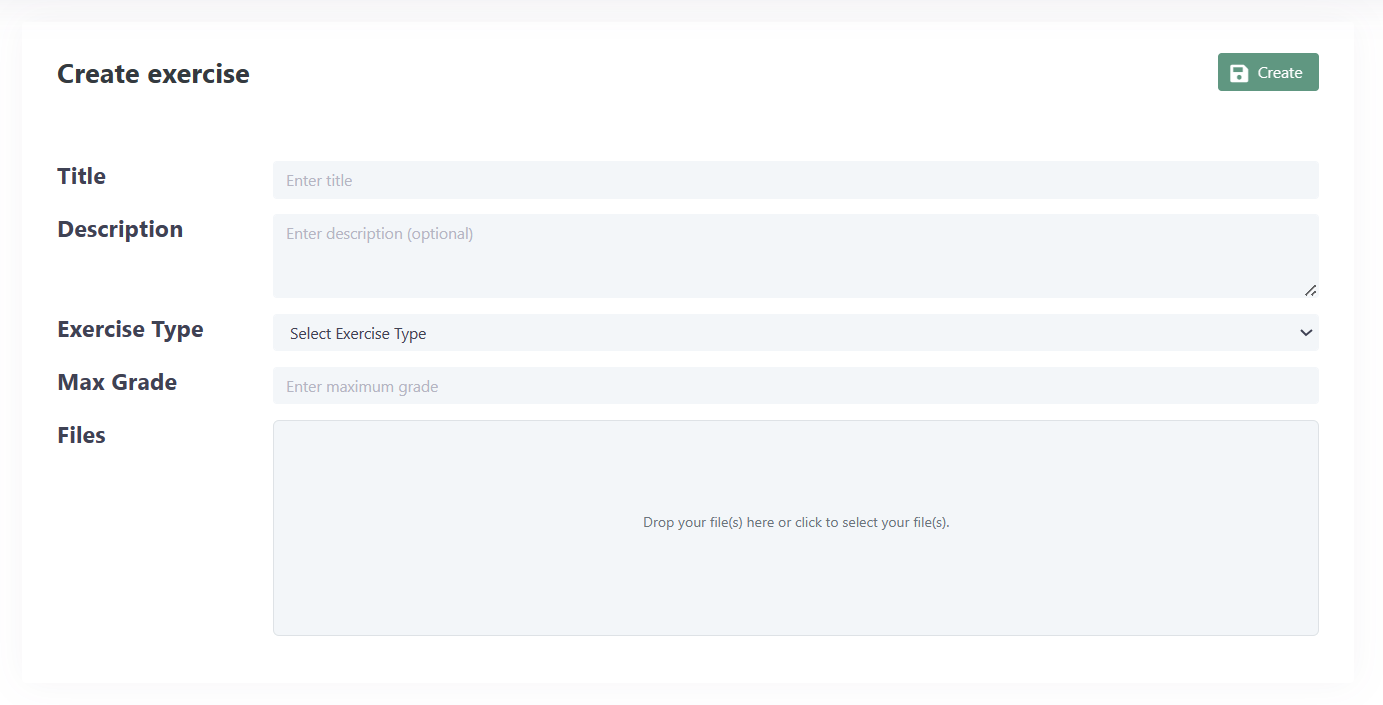 Create exercise
Create
Title
Enter title
Description
Enter description (optional)
Exercise Type
Select Exercise Type
Max Grade
Enter maximum grade
Files
Drop your file(s) here or click to select your file(s).